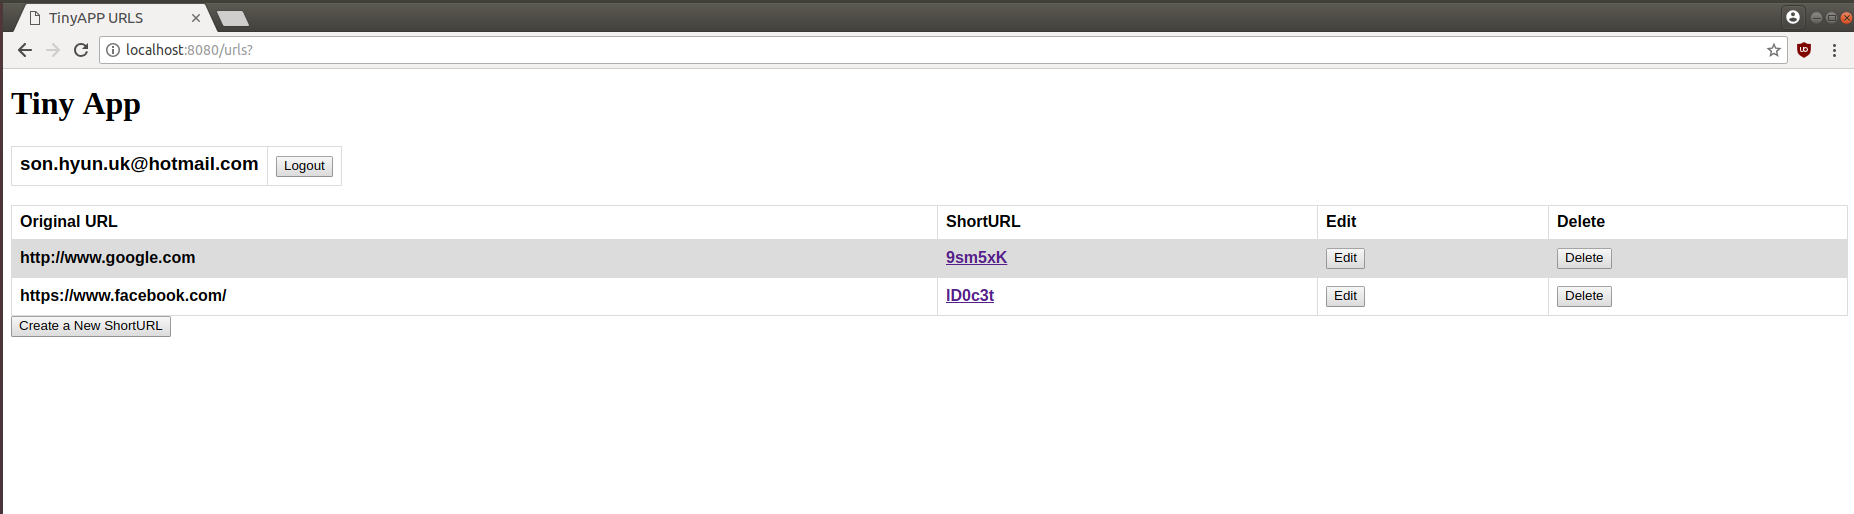 TinyAPP URLS
localhost:8080/urls?
Tiny App
son.hyun.uk@hotmail.com Logout
Original URL ShortURL Edit Delete
http://www.google.com 9sm5xK Edit Delete
https://www.facebook.com/ lD0c3t Edit Delete
Create a New ShortURL